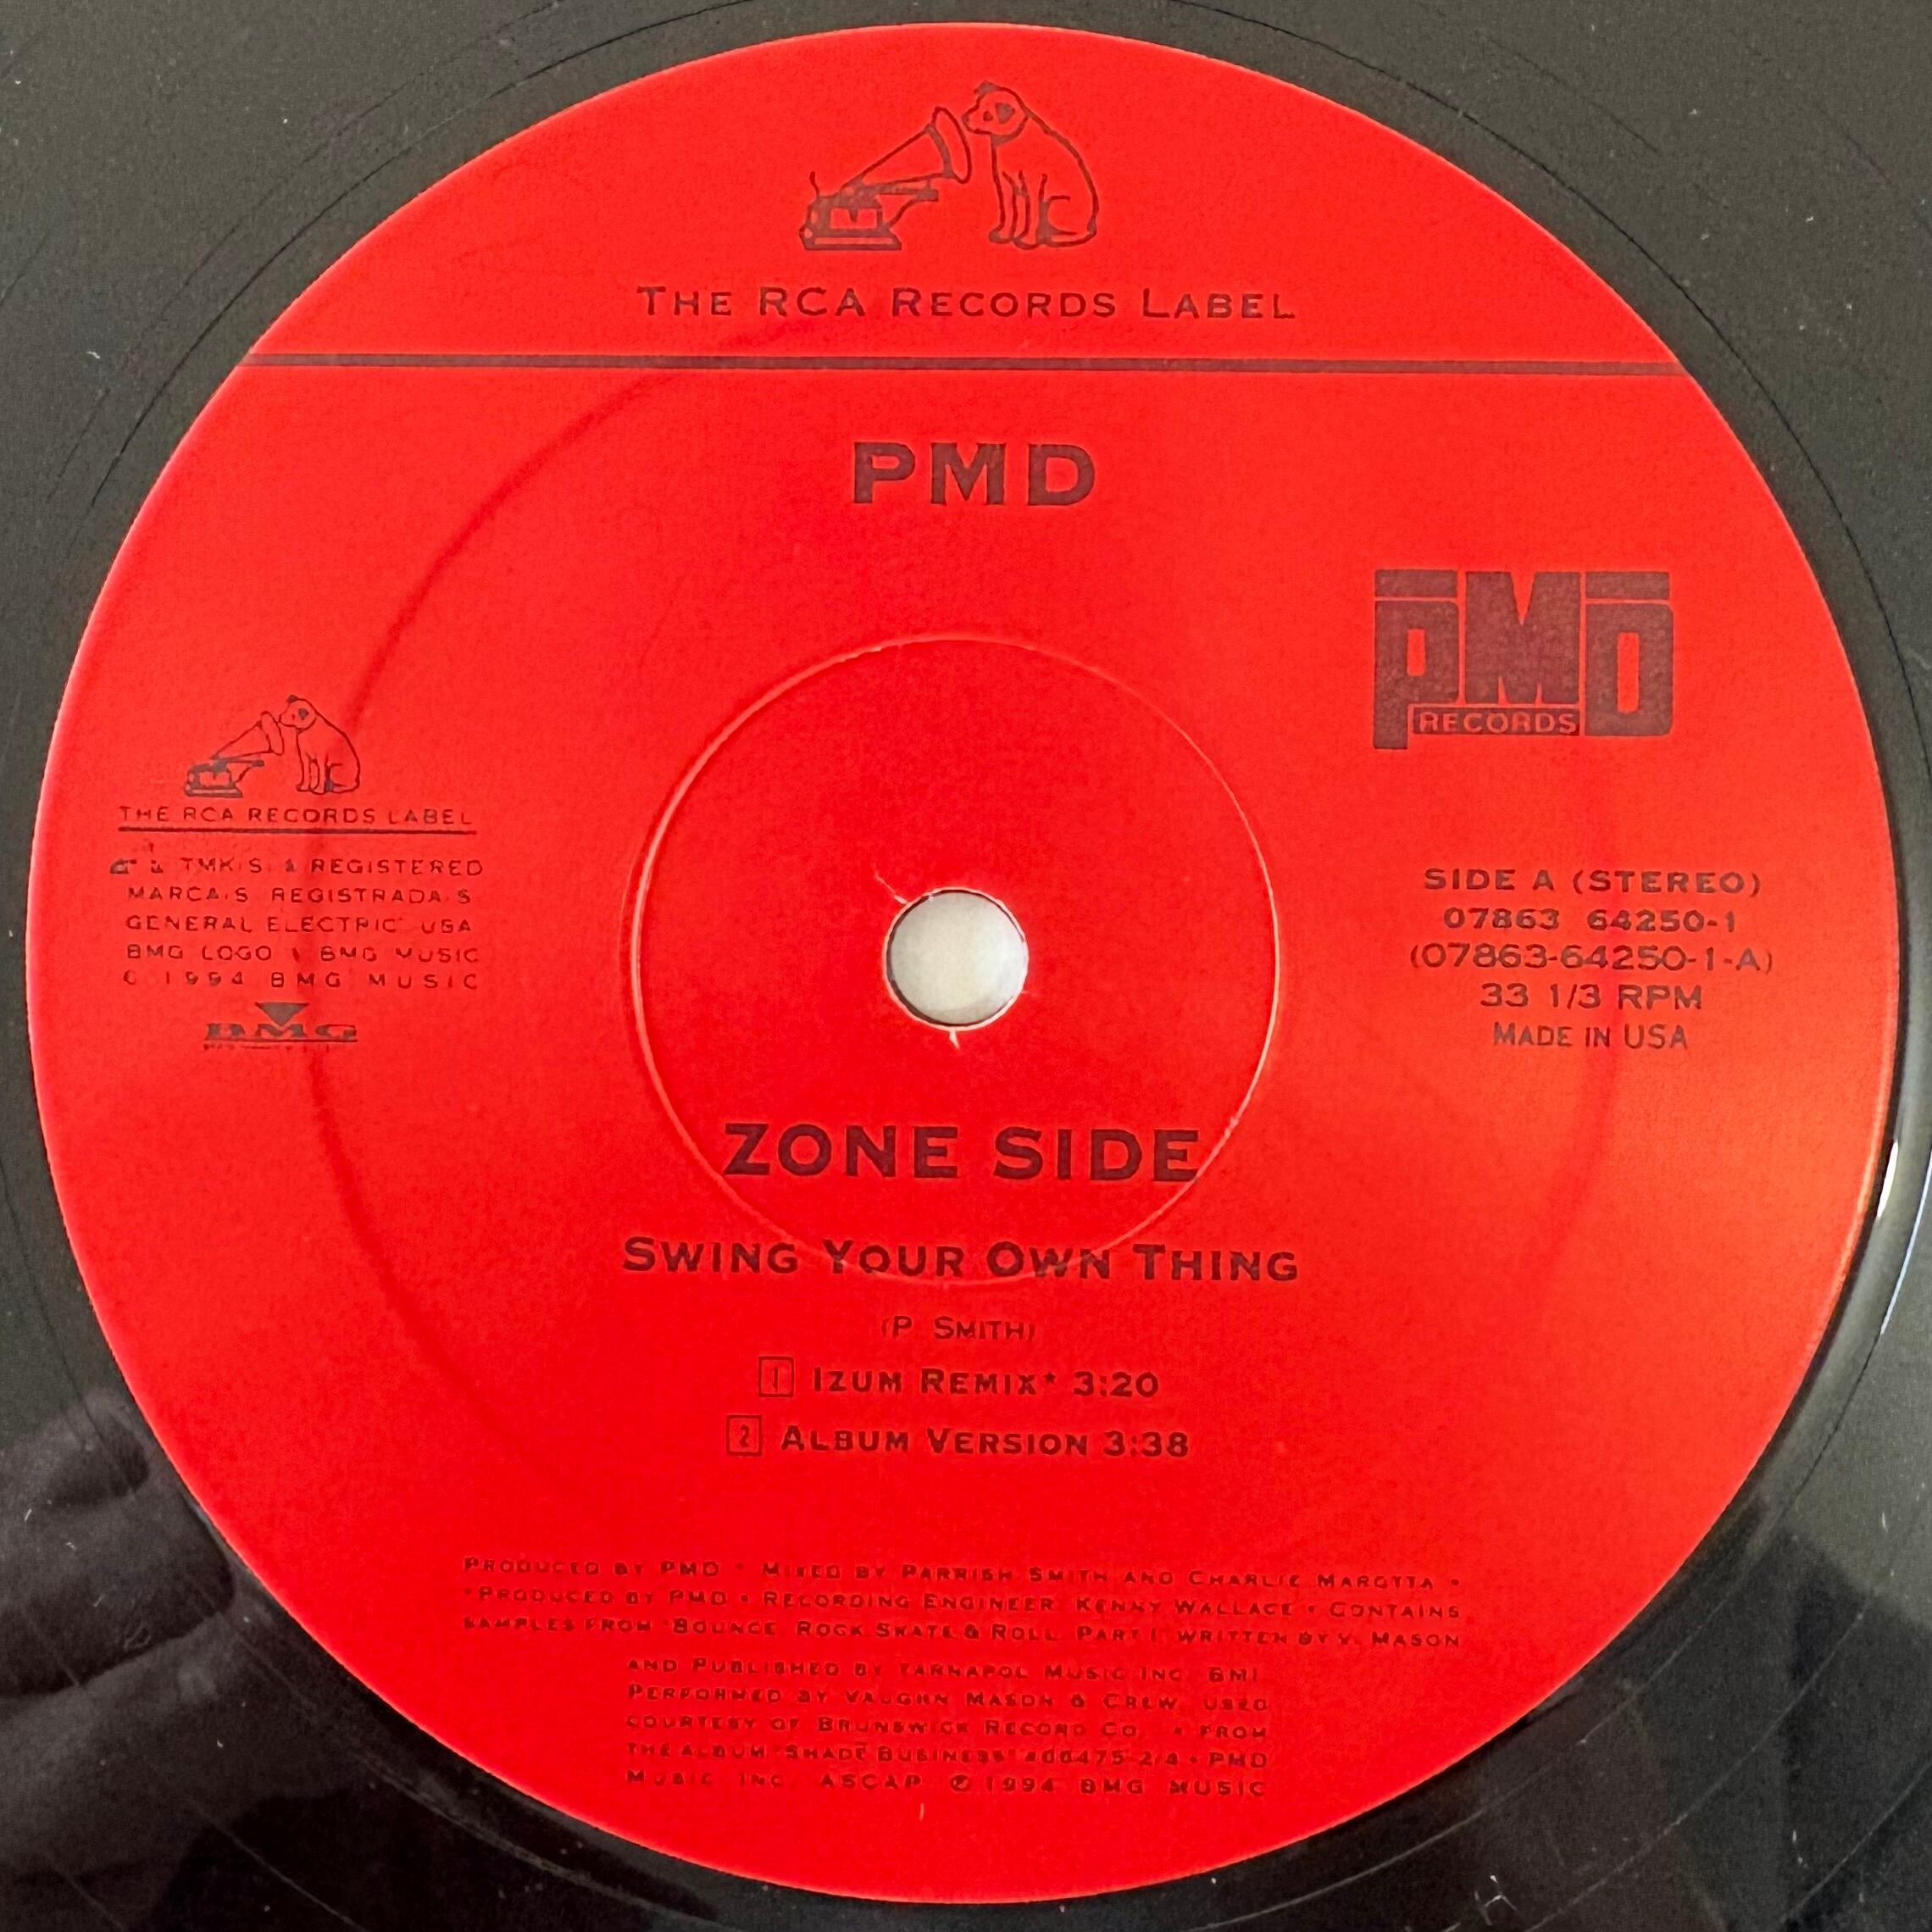 THE RCA RECORDS LABEL
PMD
PMD
RECORDS
THE RCA RECORDS LABEL
TMK(S) REGISTERED
MARCA(S) REGISTRADA(S)
GENERAL ELECTRIC USA
BMG LOGO BMG MUSIC
© 1994 BMG MUSIC
BMG
SIDE A (STEREO)
07863 64250-1
(07863-64250-1-A)
33 1/3 RPM
MADE IN USA
ZONE SIDE
SWING YOUR OWN THING
(P. SMITH)
1 IZUM REMIX* 3:20
2 ALBUM VERSION 3:38
PRODUCED BY PMD • MIXED BY PARRISH SMITH AND CHARLIE MAROTTA •
*PRODUCED BY PMD • RECORDING ENGINEER: KENNY WALLACE • CONTAINS
SAMPLES FROM "BOUNCE, ROCK SKATE & ROLL, PART I, WRITTEN BY V. MASON
AND PUBLISHED BY TARNAPOL MUSIC INC. BMI.
PERFORMED BY VAUGHN MASON & CREW, USED
COURTESY OF BRUNSWICK RECORD CO. • FROM
THE ALBUM "SHADE BUSINESS" #66475-2/4 • PMD
MUSIC INC. ASCAP ℗ 1994 BMG MUSIC